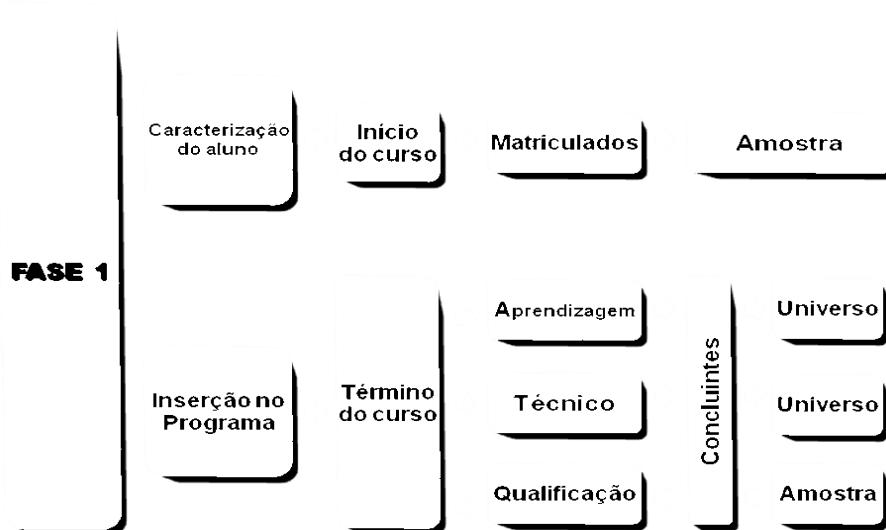 FASE 1
Caracterização
do aluno
Início
do curso
Matriculados
Amostra
Inserção no
Programa
Término
do curso
Aprendizagem
Técnico
Qualificação
Concluintes
Universo
Universo
Amostra